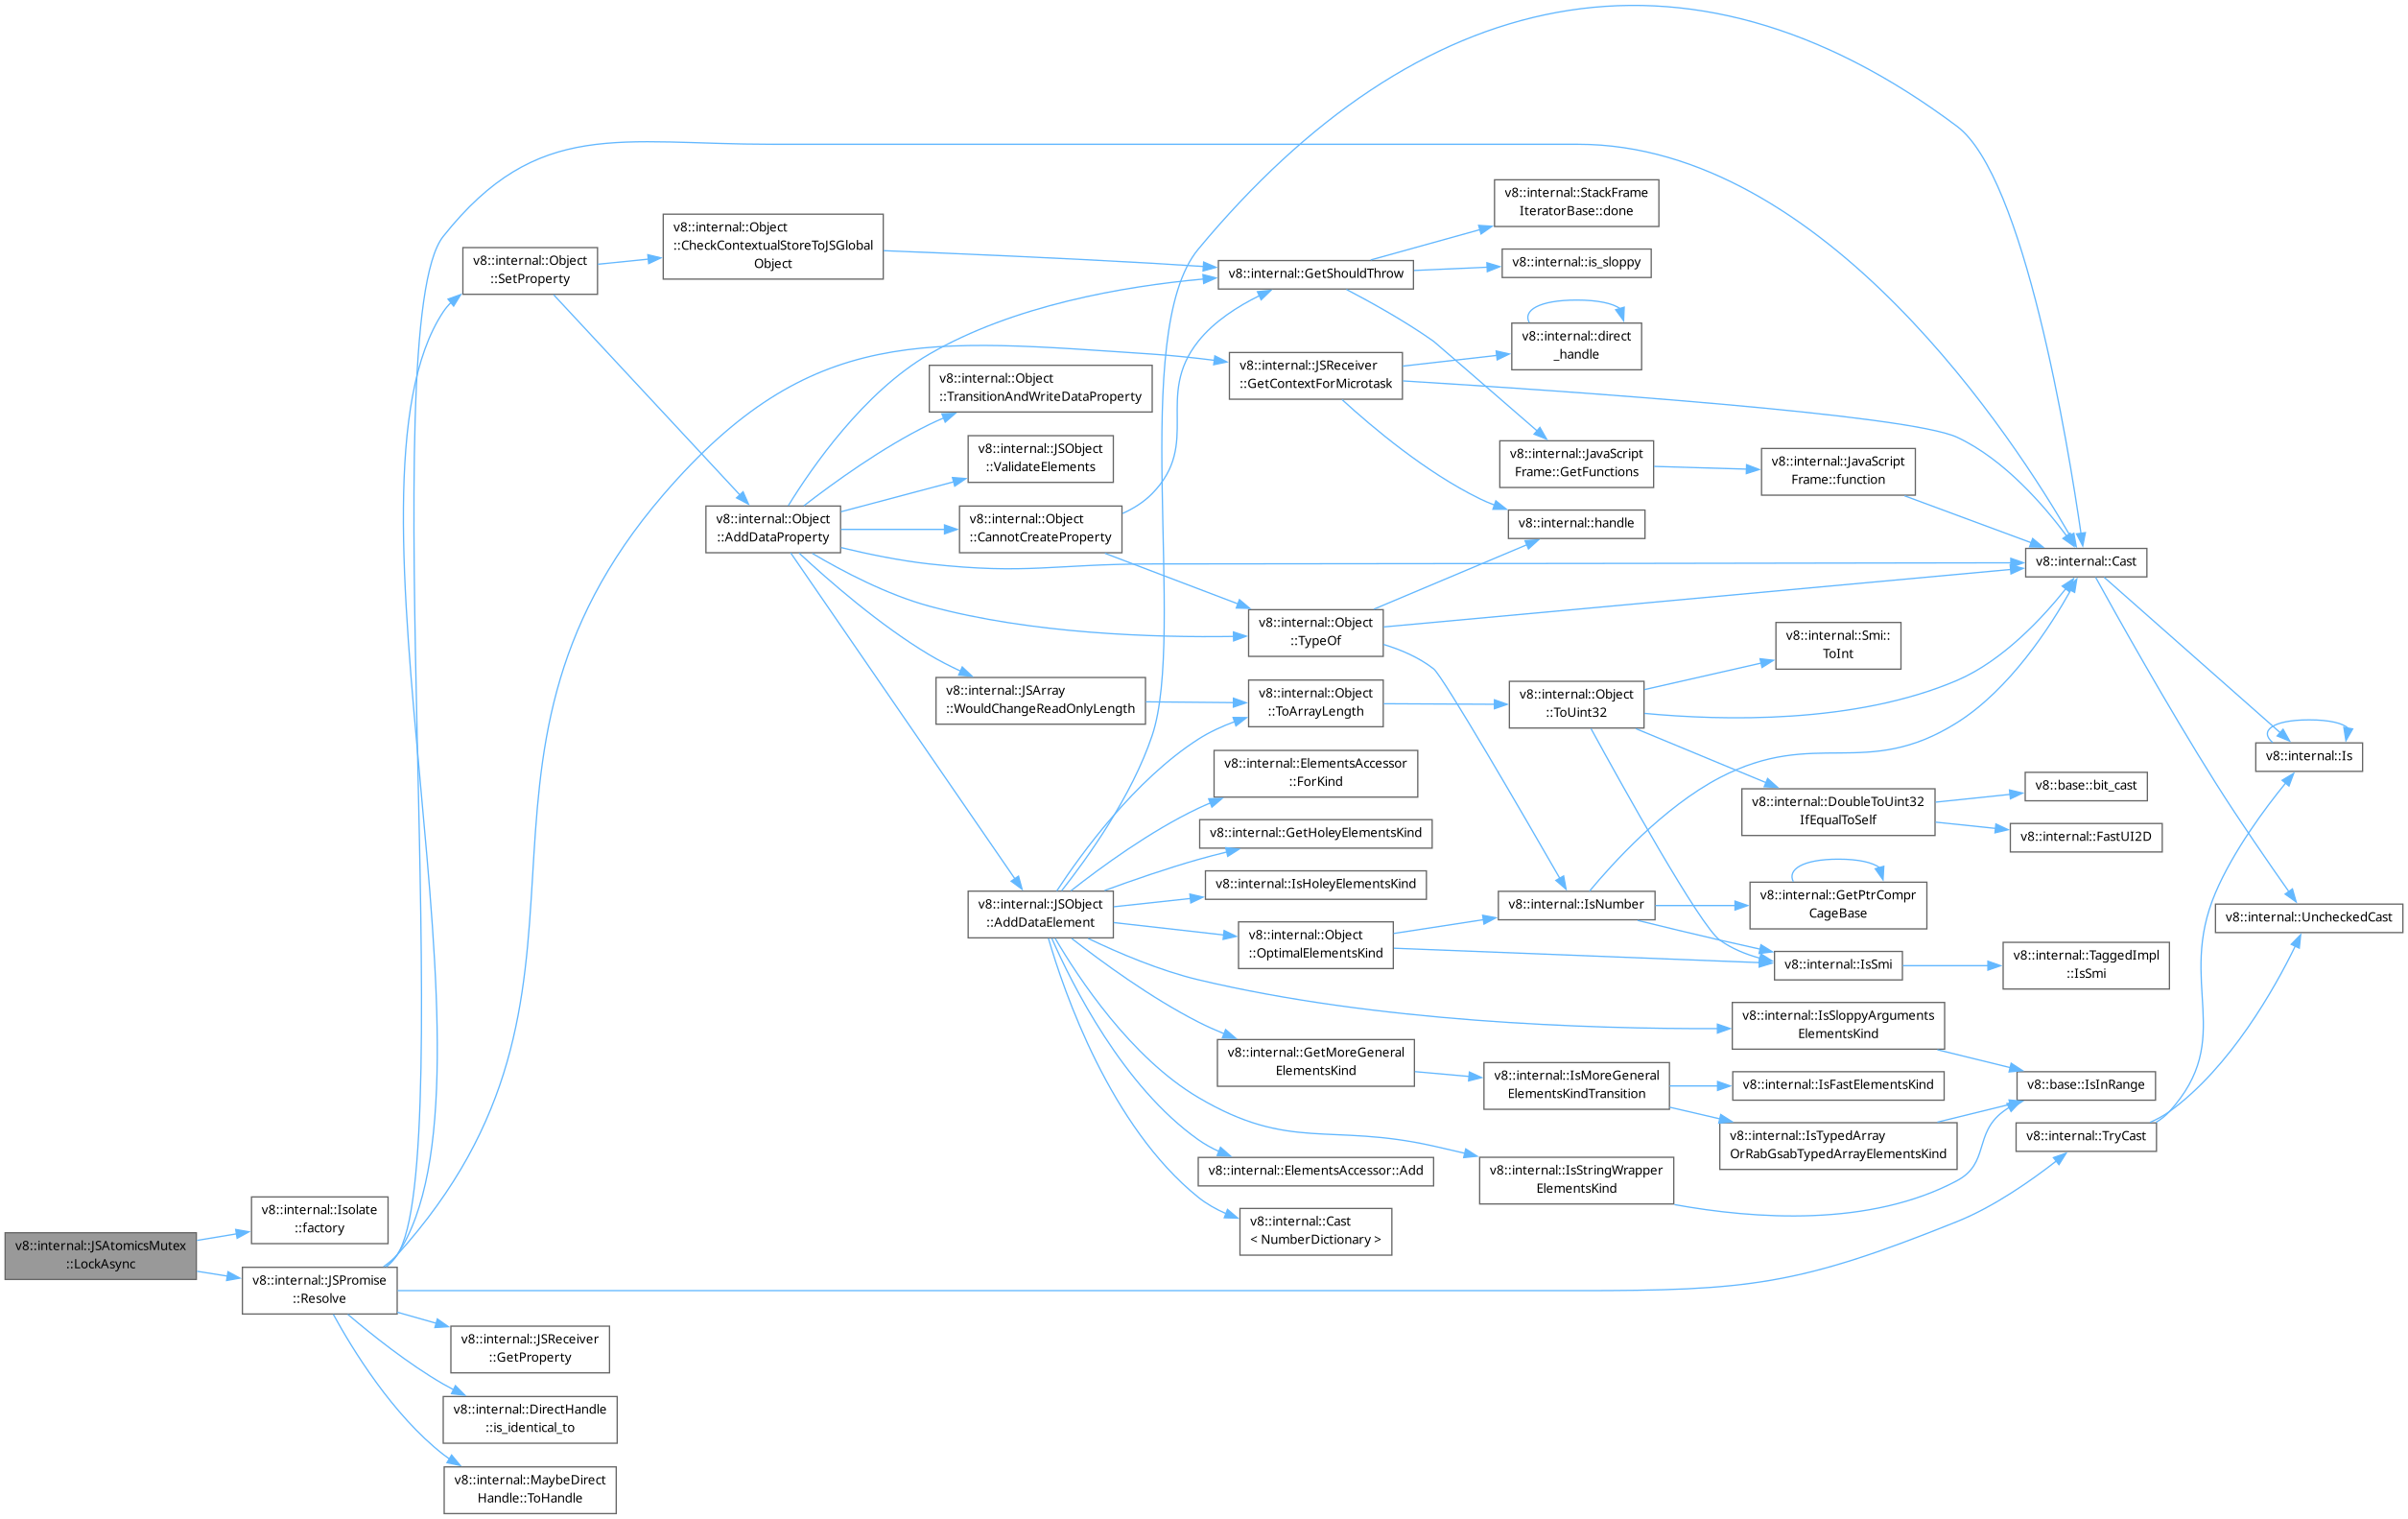 v8::internal::JSAtomicsMutex
::LockAsync
v8::internal::Isolate
::factory
v8::internal::JSPromise
::Resolve
v8::internal::Object
::SetProperty
v8::internal::JSReceiver
::GetProperty
v8::internal::DirectHandle
::is_identical_to
v8::internal::MaybeDirect
Handle::ToHandle
v8::internal::Object
::CheckContextualStoreToJSGlobal
Object
v8::internal::Object
::AddDataProperty
v8::internal::Object
::TransitionAndWriteDataProperty
v8::internal::JSObject
::ValidateElements
v8::internal::Object
::CannotCreateProperty
v8::internal::JSArray
::WouldChangeReadOnlyLength
v8::internal::JSObject
::AddDataElement
v8::internal::GetShouldThrow
v8::internal::JSReceiver
::GetContextForMicrotask
v8::internal::Object
::TypeOf
v8::internal::Object
::ToArrayLength
v8::internal::ElementsAccessor
::ForKind
v8::internal::GetHoleyElementsKind
v8::internal::IsHoleyElementsKind
v8::internal::Object
::OptimalElementsKind
v8::internal::GetMoreGeneral
ElementsKind
v8::internal::ElementsAccessor::Add
v8::internal::Cast
< NumberDictionary >
v8::internal::StackFrame
IteratorBase::done
v8::internal::is_sloppy
v8::internal::direct
_handle
v8::internal::JavaScript
Frame::GetFunctions
v8::internal::handle
v8::internal::Object
::ToUint32
v8::internal::IsNumber
v8::internal::IsMoreGeneral
ElementsKindTransition
v8::internal::IsStringWrapper
ElementsKind
v8::internal::JavaScript
Frame::function
v8::internal::Smi::
ToInt
v8::internal::DoubleToUint32
IfEqualToSelf
v8::internal::GetPtrCompr
CageBase
v8::internal::IsSmi
v8::internal::IsSloppyArguments
ElementsKind
v8::internal::IsFastElementsKind
v8::internal::IsTypedArray
OrRabGsabTypedArrayElementsKind
v8::internal::Cast
v8::base::bit_cast
v8::internal::FastUI2D
v8::internal::TaggedImpl
::IsSmi
v8::base::IsInRange
v8::internal::TryCast
v8::internal::Is
v8::internal::UncheckedCast